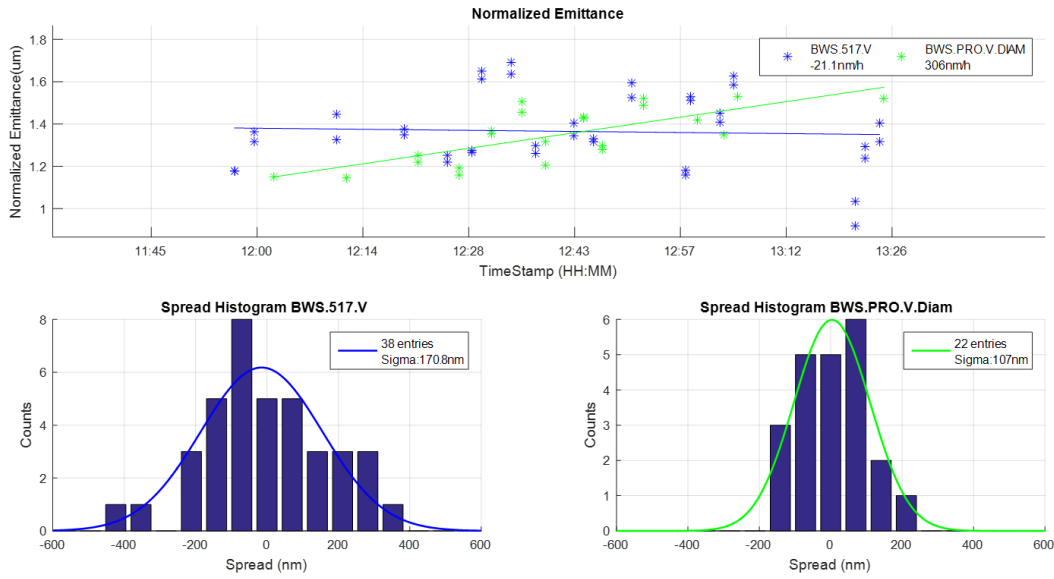 Normalized Emittance
Normalized Emittance(um)
1.8
1.6
1.4
1.2
1
BWS.517.V
-21.1nm/h
BWS.PRO.V.DIAM
306nm/h
11:45 12:00 12:14 12:28 12:43 12:57 13:12 13:26
TimeStamp (HH:MM)
Spread Histogram BWS.517.V
Counts
8
6
4
2
0
38 entries
Sigma:170.8nm
-600 -400 -200 0 200 400 600
Spread (nm)
Spread Histogram BWS.PRO.V.Diam
Counts
6
5
4
3
2
1
0
22 entries
Sigma:107nm
-600 -400 -200 0 200 400 600
Spread (nm)